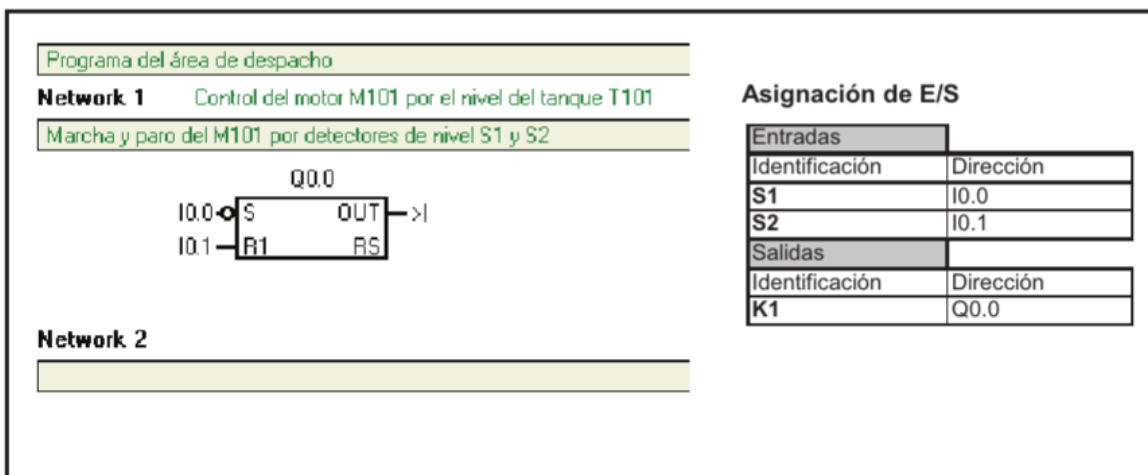 Programa del área de despacho
Network 1 Control del motor M101 por el nivel del tanque T101
Marcha y paro del M101 por detectores de nivel S1 y S2
Q0.0
I0.0 S OUT >I
I0.1 R1 RS
Network 2
Asignación de E/S
Entradas
Identificación Dirección
S1 I0.0
S2 I0.1
Salidas
Identificación Dirección
K1 Q0.0